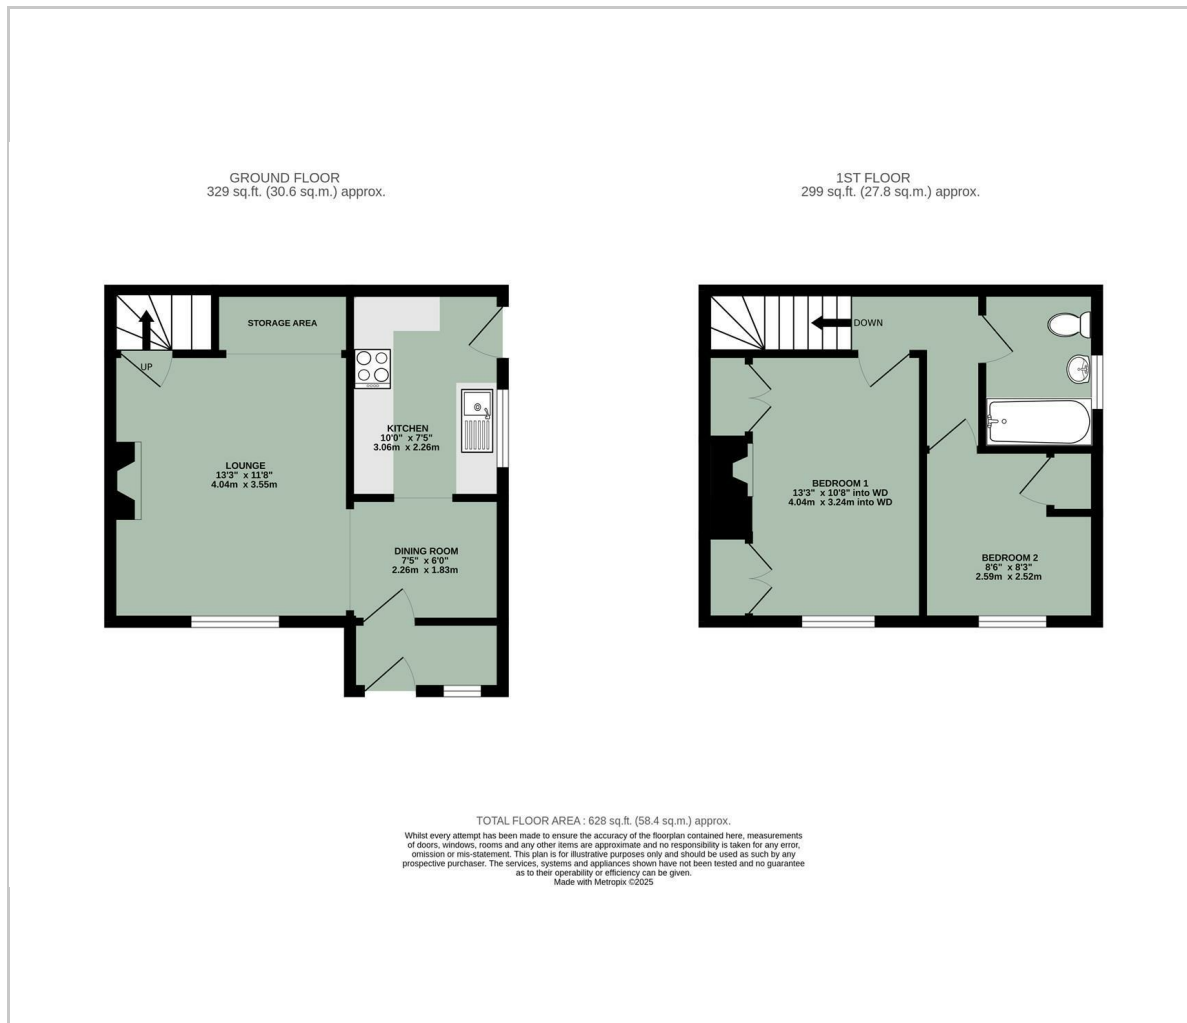 GROUND FLOOR
329 sq.ft. (30.6 sq.m.) approx.
1ST FLOOR
299 sq.ft. (27.8 sq.m.) approx.
STORAGE AREA
UP
KITCHEN
10'0" x 7'5"
3.06m x 2.26m
LOUNGE
13'3" x 11'8"
4.04m x 3.55m
DINING ROOM
7'5" x 6'0"
2.26m x 1.83m
DOWN
BEDROOM 1
13'3" x 10'8" into WD
4.04m x 3.24m into WD
BEDROOM 2
8'6" x 8'3"
2.59m x 2.52m
TOTAL FLOOR AREA : 628 sq.ft. (58.4 sq.m.) approx.
Whilst every attempt has been made to ensure the accuracy of the floorplan contained here, measurements
of doors, windows, rooms and any other items are approximate and no responsibility is taken for any error,
omission or mis-statement. This plan is for illustrative purposes only and should be used as such by any
prospective purchaser. The services, systems and appliances shown have not been tested and no guarantee
as to their operability or efficiency can be given.
Made with Metropix ©2025